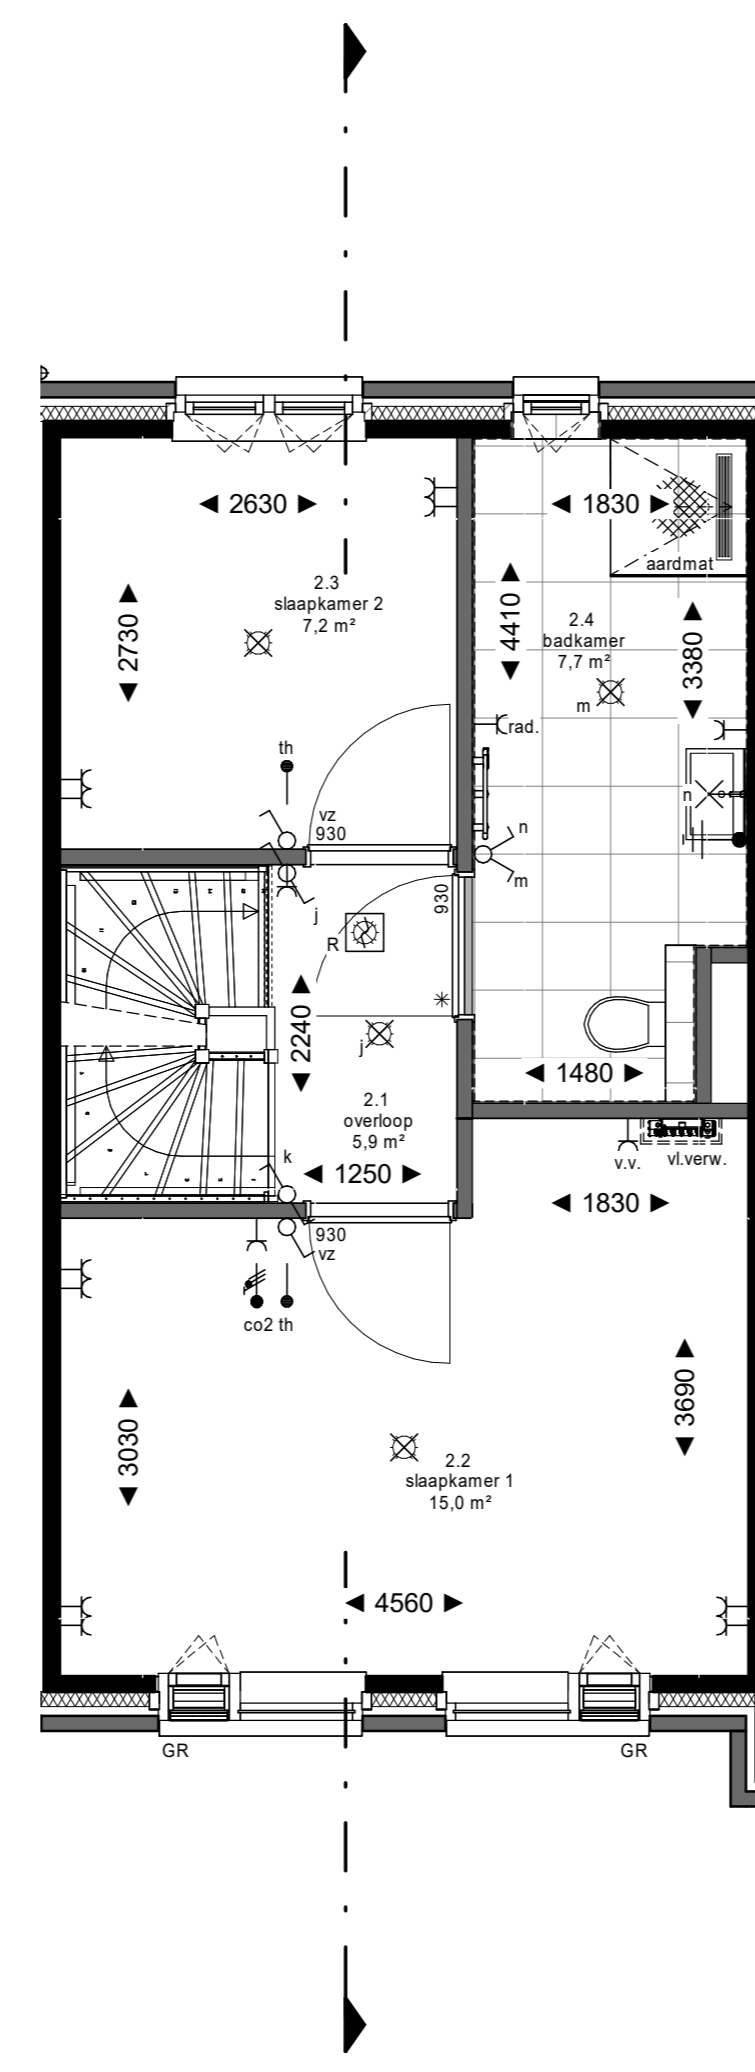 2630
1830
aardmat
2.3
slaapkamer 2
7,2 m²
2730
4410
2.4
badkamer
7,7 m²
3380
m
rad.
th
n
vz
930
n
m
j
930
R
2240
j
2.1
overloop
5,9 m²
1480
k
1250
v.v.
vl.verw.
1830
930
vz
co2 th
3030
3690
2.2
slaapkamer 1
15,0 m²
4560
GR
GR